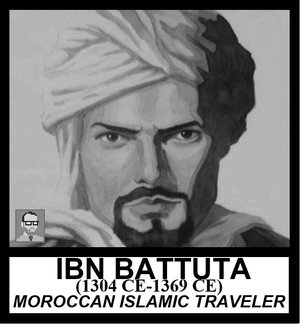 IBN BATTUTA
(1304 CE-1369 CE)
MOROCCAN ISLAMIC TRAVELER